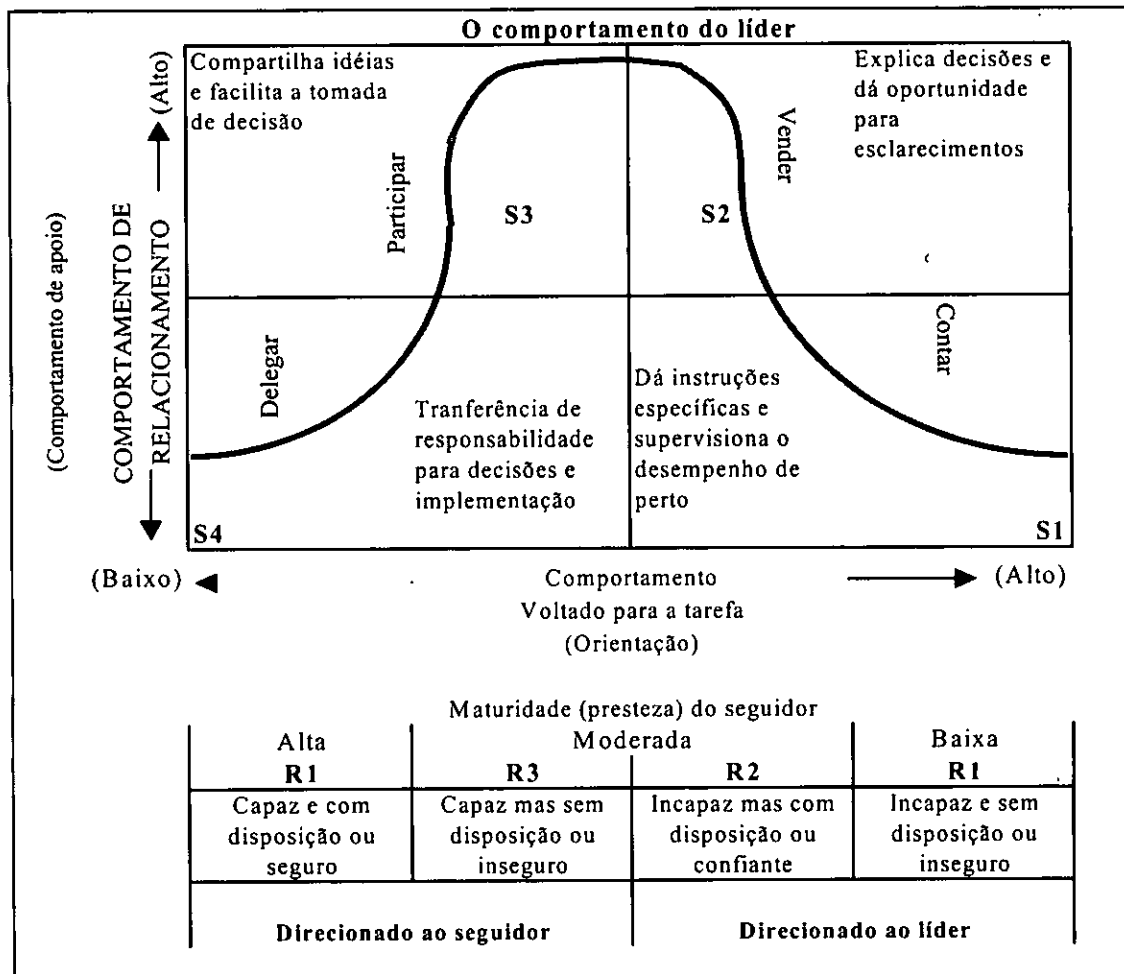 O comportamento do líder
Compartilha idéias
e facilita a tomada
de decisão
Explica decisões e
dá oportunidade
para
esclarecimentos
Participar
Vender
S3
S2
(Comportamento de apoio)
COMPORTAMENTO DE
RELACIONAMENTO
(Alto)
Delegar
Contar
Tranferência de
responsabilidade
para decisões e
implementação
Dá instruções
específicas e
supervisiona o
desempenho de
perto
S4
S1
(Baixo)
(Alto)
Comportamento
Voltado para a tarefa
(Orientação)
Maturidade (presteza) do seguidor
Alta
Moderada
Baixa
R1
R3
R2
R1
Capaz e com
disposição ou
seguro
Capaz mas sem
disposição ou
inseguro
Incapaz mas com
disposição ou
confiante
Incapaz e sem
disposição ou
inseguro
Direcionado ao seguidor
Direcionado ao líder